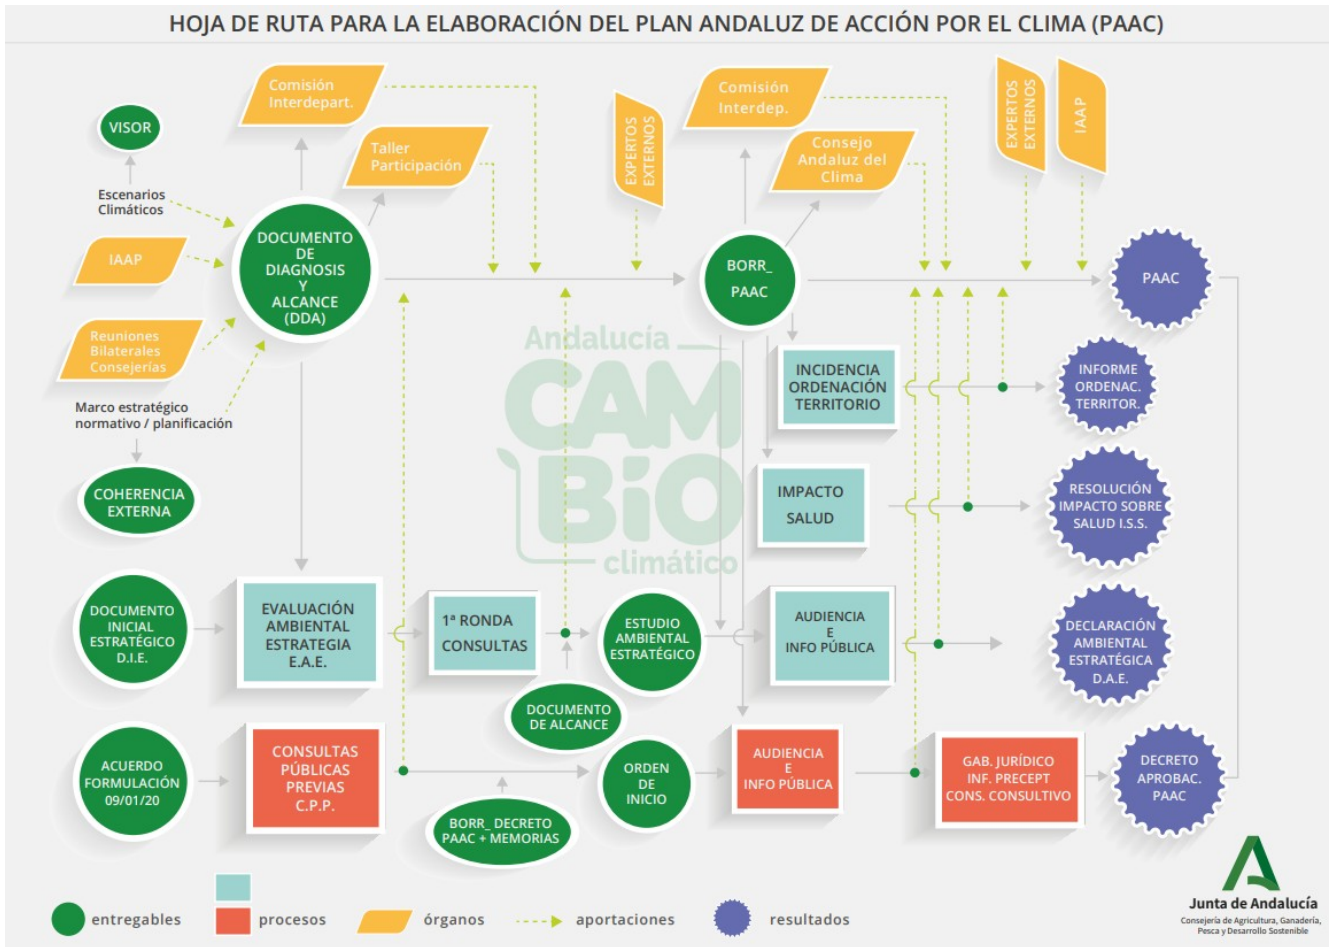 HOJA DE RUTA PARA LA ELABORACIÓN DEL PLAN ANDALUZ DE ACCIÓN POR EL CLIMA (PAAC)
Comisión
Interdepart.
Taller
Participación
EXPERTOS
EXTERNOS
Comisión
Interdep.
Consejo
Andaluz del
Clima
EXPERTOS
EXTERNOS
IAAP
VISOR
Escenarios
Climáticos
IAAP
Reuniones
Bilaterales
Consejerías
Marco estratégico
normativo / planificación
COHERENCIA
EXTERNA
DOCUMENTO
DE
DIAGNOSIS
Y
ALCANCE
(DDA)
BORR_
PAAC
PAAC
Andalucía
CAM
BIO
climático
INCIDENCIA
ORDENACIÓN
TERRITORIO
INFORME
ORDENAC.
TERRITOR.
IMPACTO
SALUD
RESOLUCIÓN
IMPACTO SOBRE
SALUD I.S.S.
DOCUMENTO
INICIAL
ESTRATÉGICO
D.I.E.
EVALUACIÓN
AMBIENTAL
ESTRATEGIA
E.A.E.
1ª RONDA
CONSULTAS
DOCUMENTO
DE ALCANCE
ESTUDIO
AMBIENTAL
ESTRATÉGICO
AUDIENCIA
E
INFO PÚBLICA
DECLARACIÓN
AMBIENTAL
ESTRATÉGICA
D.A.E.
ACUERDO
FORMULACIÓN
09/01/20
CONSULTAS
PÚBLICAS
PREVIAS
C.P.P.
BORR_ DECRETO
PAAC + MEMORIAS
ORDEN
DE
INICIO
AUDIENCIA
E
INFO PÚBLICA
GAB. JURÍDICO
INF. PRECEPT
CONS. CONSULTIVO
DECRETO
APROBAC.
PAAC
entregables
procesos
órganos
aportaciones
resultados
Junta de Andalucía
Consejería de Agricultura, Ganadería,
Pesca y Desarrollo Sostenible